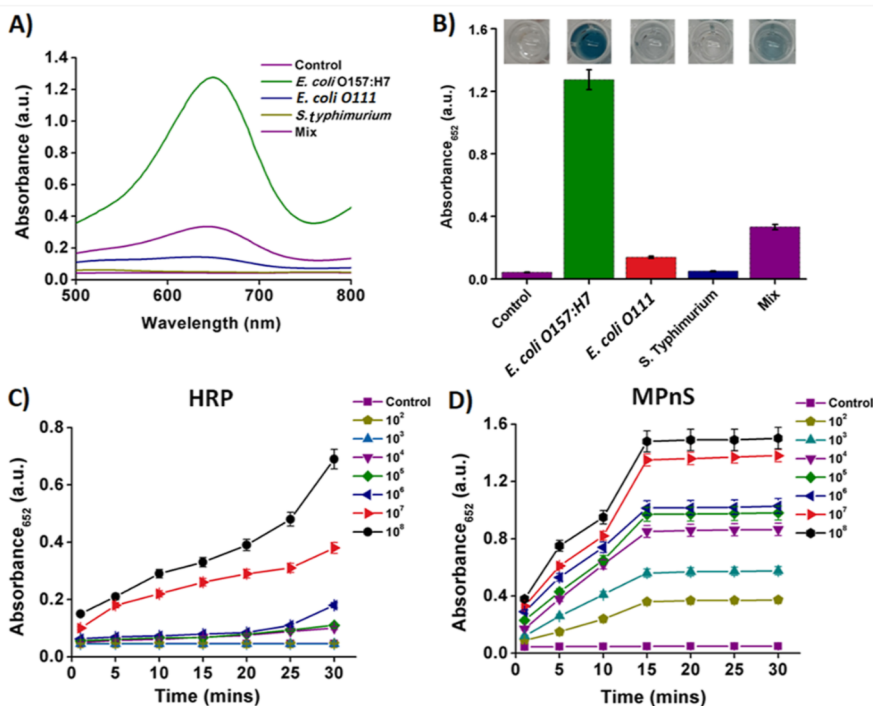 A)
Absorbance (a.u.)
1.4
1.2
1.0
0.8
0.6
0.4
0.2
0.0
500
600
700
800
Wavelength (nm)
Control
E. coli O157:H7
E. coli O111
S.typhimurium
Mix
B)
Absorbance652 (a.u.)
1.6
1.2
0.8
0.4
0.0
Control
E. coli O157:H7
E. coli O111
S. Typhimurium
Mix
C)
HRP
Absorbance652 (a.u.)
0.8
0.6
0.4
0.2
0.0
0
5
10
15
20
25
30
Time (mins)
Control
10²
10³
10⁴
10⁵
10⁶
10⁷
10⁸
D)
MPnS
Absorbance652 (a.u.)
1.6
1.2
0.8
0.4
0.0
0
5
10
15
20
25
30
Time (mins)
Control
10²
10³
10⁴
10⁵
10⁶
10⁷
10⁸